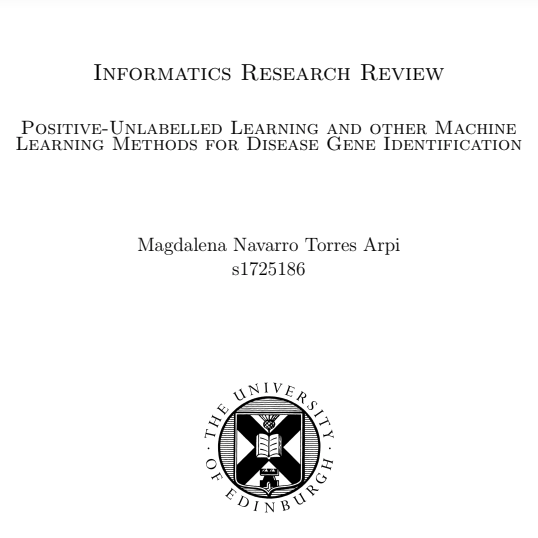 Informatics Research Review
Positive-Unlabelled Learning and other Machine
Learning Methods for Disease Gene Identification
Magdalena Navarro Torres Arpi
s1725186
· THE UNIVERSITY ·
OF EDINBURGH